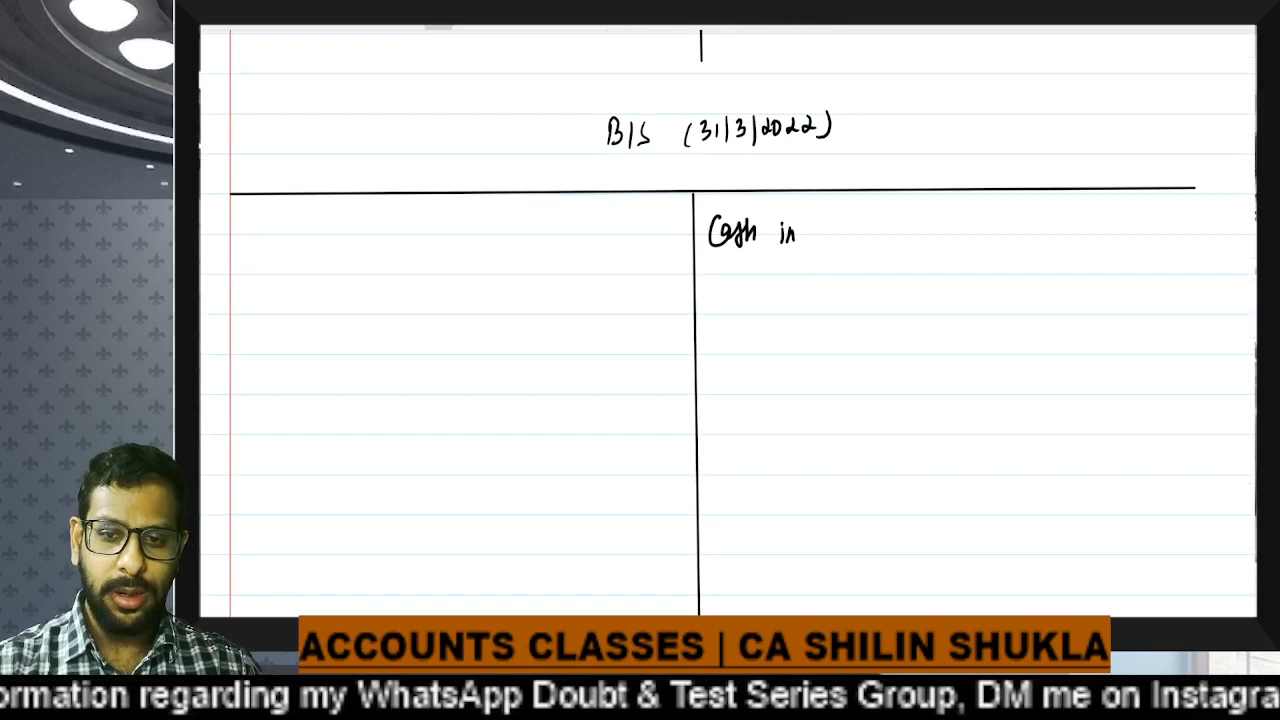 B/S (31/3/2022)
Cash in
ACCOUNTS CLASSES | CA SHILIN SHUKLA
ormation regarding my WhatsApp Doubt & Test Series Group, DM me on Instagra